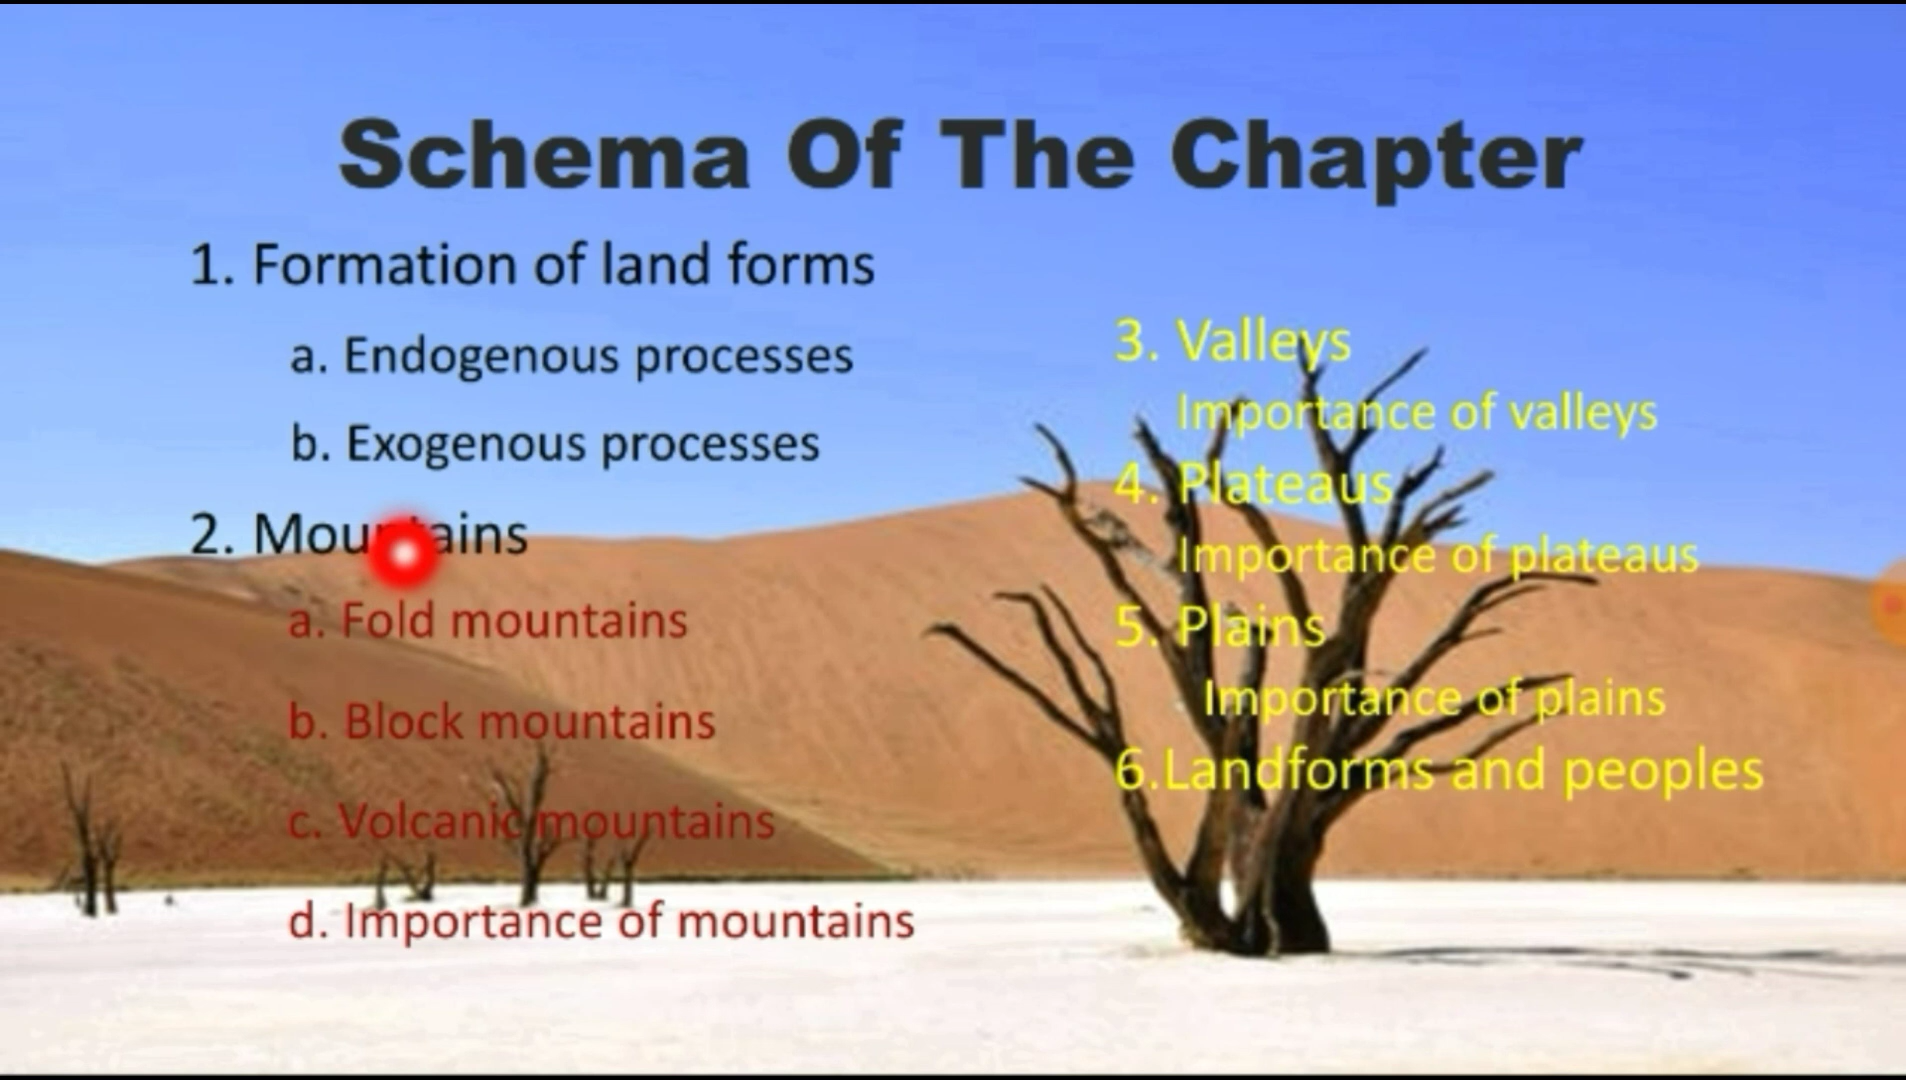 Schema Of The Chapter
1. Formation of land forms
a. Endogenous processes
b. Exogenous processes
2. Mountains
a. Fold mountains
b. Block mountains
c. Volcanic mountains
d. Importance of mountains
3. Valleys
Importance of valleys
4. Plateaus
Importance of plateaus
5. Plains
Importance of plains
6.Landforms and peoples